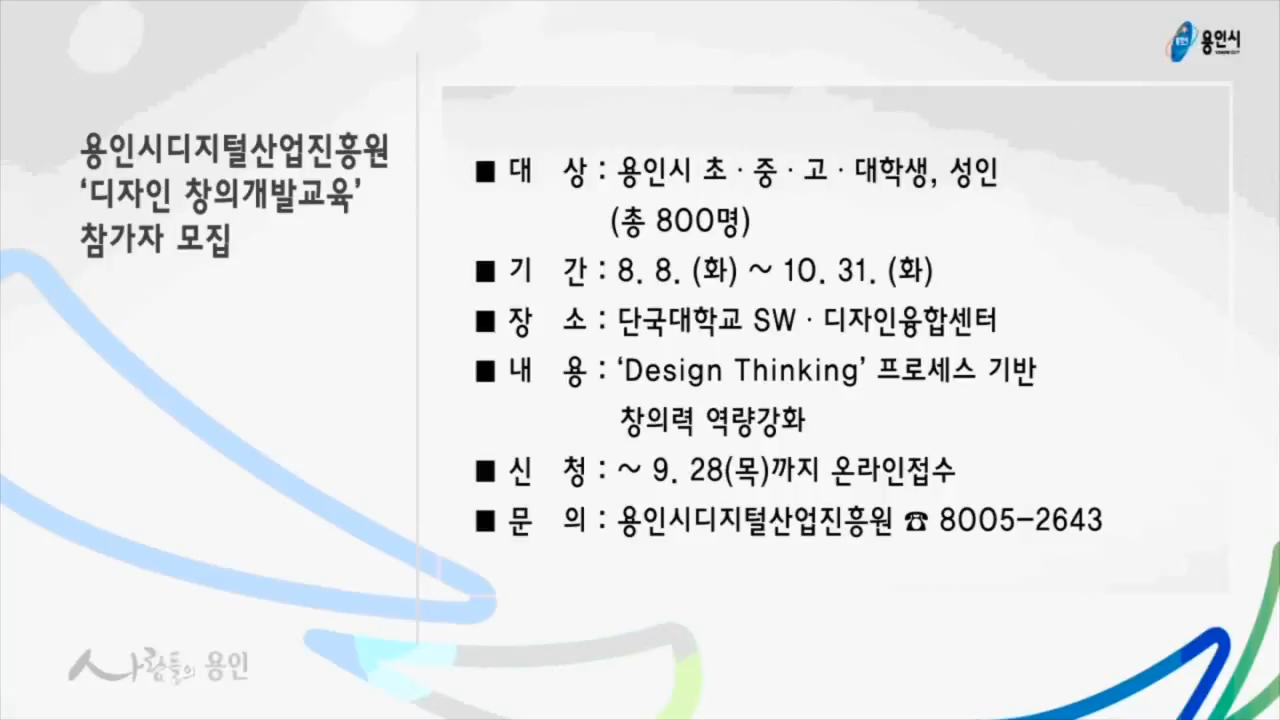 용인시
용인시디지털산업진흥원
‘디자인 창의개발교육’
참가자 모집
■ 대 상 : 용인시 초·중·고·대학생, 성인
(총 800명)
■ 기 간 : 8. 8. (화) ~ 10. 31. (화)
■ 장 소 : 단국대학교 SW·디자인융합센터
■ 내 용 : ‘Design Thinking’ 프로세스 기반
창의력 역량강화
■ 신 청 : ~ 9. 28(목)까지 온라인접수
■ 문 의 : 용인시디지털산업진흥원 ☎ 8005-2643
사람들의 용인